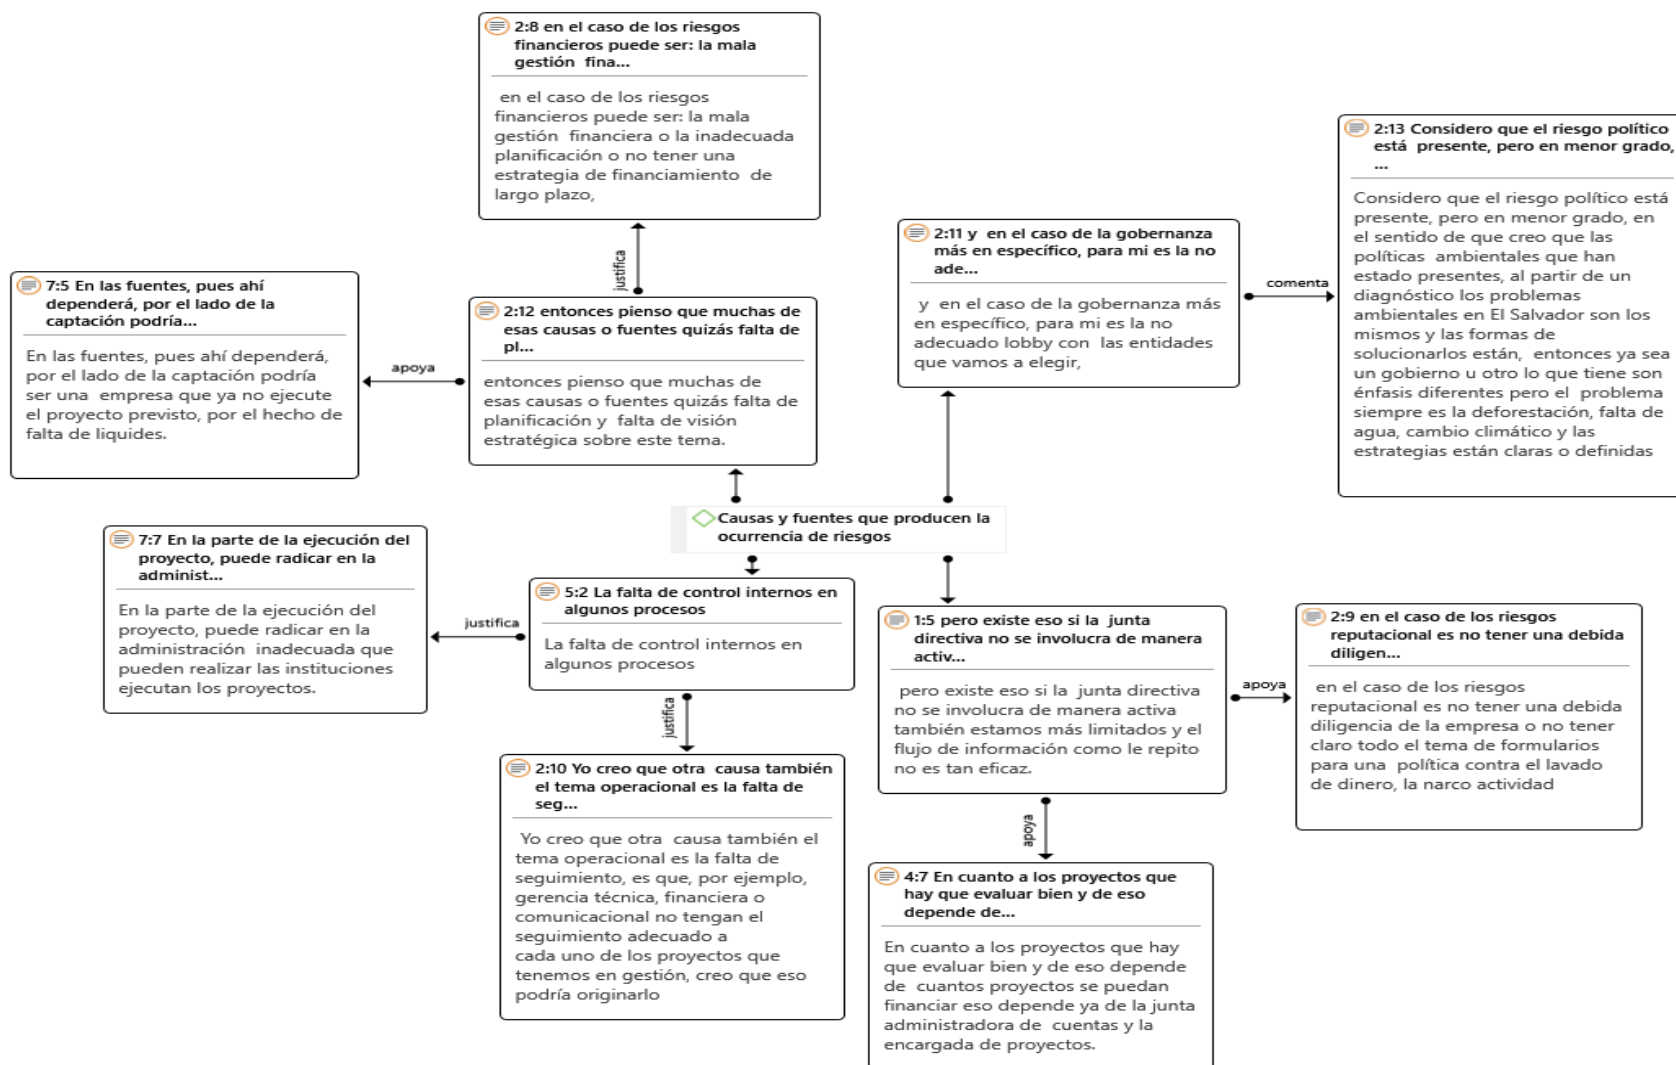 2:8 en el caso de los riesgos
financieros puede ser: la mala
gestión  fina...
en el caso de los riesgos
financieros puede ser: la mala
gestión  financiera o la inadecuada
planificación o no tener una
estrategia de financiamiento  de
largo plazo,
justifica
2:13 Considero que el riesgo político
está  presente, pero en menor grado,
...
Considero que el riesgo político está
presente, pero en menor grado, en
el sentido de que creo que las
políticas  ambientales que han
estado presentes, al partir de un
diagnóstico los problemas
ambientales en El Salvador son los
mismos y las formas de
solucionarlos están,  entonces ya sea
un gobierno u otro lo que tiene son
énfasis diferentes pero el  problema
siempre es la deforestación, falta de
agua, cambio climático y las
estrategias están claras o definidas
2:11 y  en el caso de la gobernanza
más en específico, para mi es la no
ade...
y  en el caso de la gobernanza más
en específico, para mi es la no
adecuado lobby con  las entidades
que vamos a elegir,
comenta
7:5 En las fuentes, pues ahí
dependerá, por el lado de la
captación podría...
En las fuentes, pues ahí dependerá,
por el lado de la captación podría
ser una  empresa que ya no ejecute
el proyecto previsto, por el hecho de
falta de liquides.
apoya
2:12 entonces pienso que muchas de
esas causas o fuentes quizás falta de
pl...
entonces pienso que muchas de
esas causas o fuentes quizás falta de
planificación y  falta de visión
estratégica sobre este tema.
Causas y fuentes que producen la
ocurrencia de riesgos
7:7 En la parte de la ejecución del
proyecto, puede radicar en la
administ...
En la parte de la ejecución del
proyecto, puede radicar en la
administración  inadecuada que
pueden realizar las instituciones
ejecutan los proyectos.
justifica
5:2 La falta de control internos en
algunos procesos
La falta de control internos en
algunos procesos
justifica
1:5 pero existe eso si la  junta
directiva no se involucra de manera
activ...
pero existe eso si la  junta directiva
no se involucra de manera activa
también estamos más limitados y el
flujo de información como le repito
no es tan eficaz.
apoya
2:9 en el caso de los riesgos
reputacional es no tener una debida
diligen...
en el caso de los riesgos
reputacional es no tener una debida
diligencia de la empresa o no tener
claro todo el tema de formularios
para una  política contra el lavado
de dinero, la narco actividad
apoya
2:10 Yo creo que otra  causa también
el tema operacional es la falta de
seg...
Yo creo que otra  causa también el
tema operacional es la falta de
seguimiento, es que, por ejemplo,
gerencia técnica, financiera o
comunicacional no tengan el
seguimiento adecuado a
cada uno de los proyectos que
tenemos en gestión, creo que eso
podría originarlo
4:7 En cuanto a los proyectos que
hay que evaluar bien y de eso
depende de...
En cuanto a los proyectos que hay
que evaluar bien y de eso depende
de  cuantos proyectos se puedan
financiar eso depende ya de la junta
administradora de  cuentas y la
encargada de proyectos.